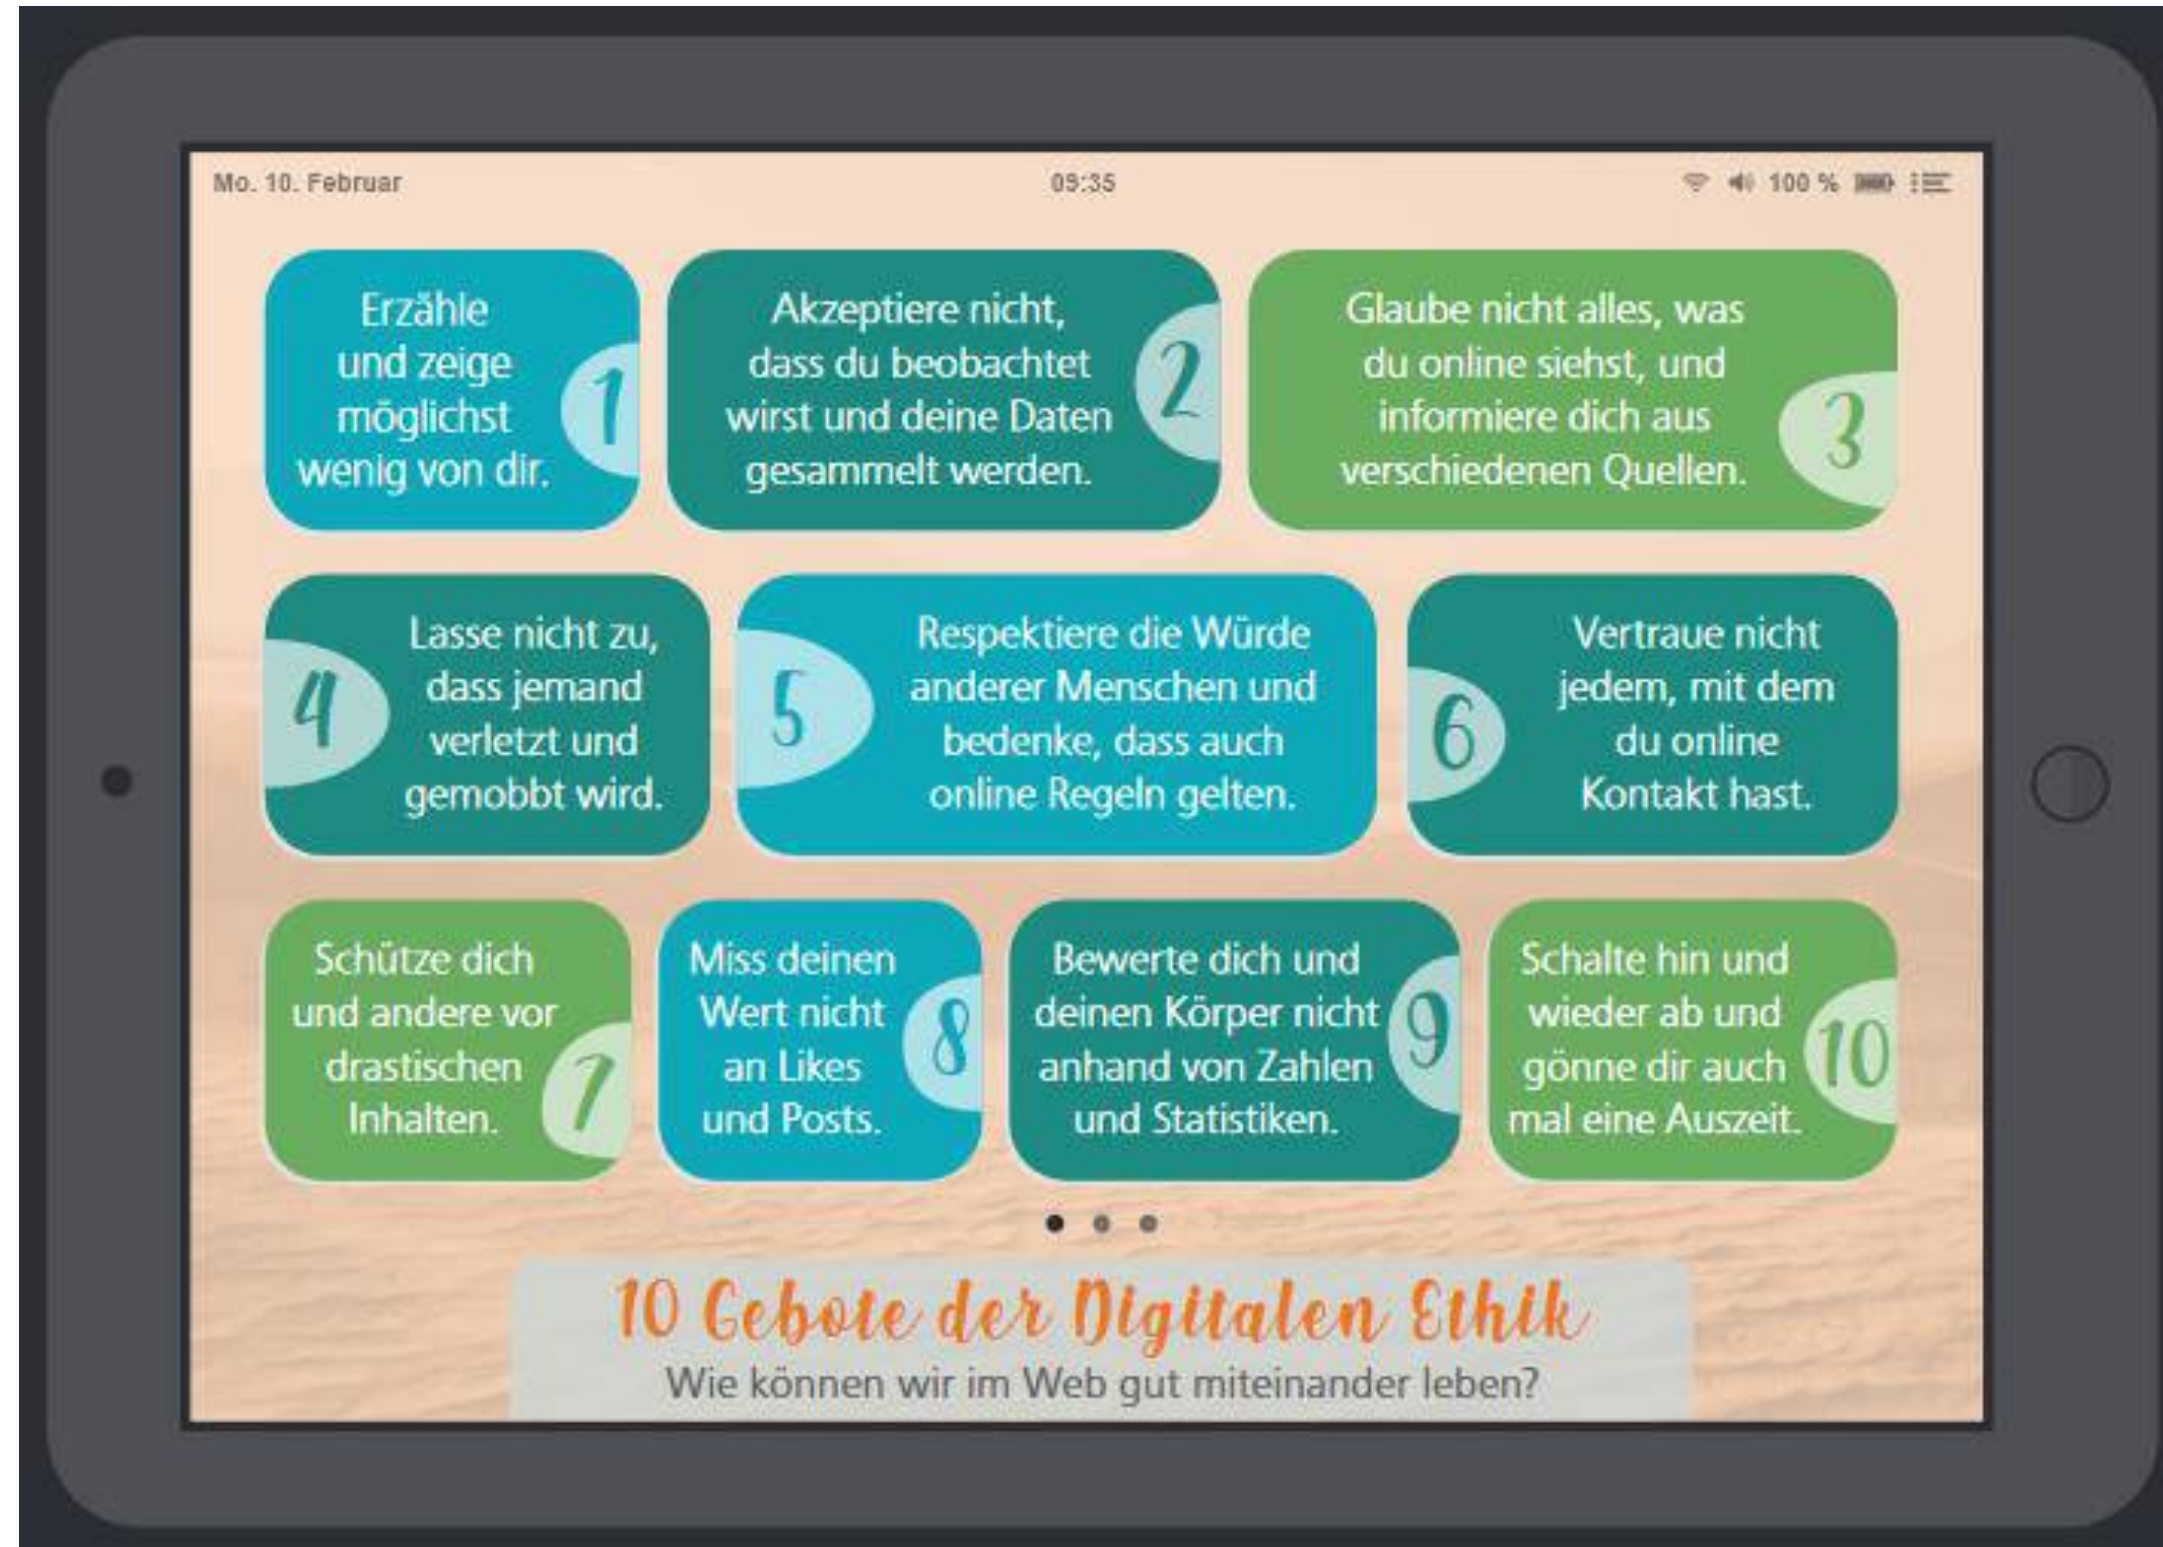 Mo. 10. Februar
09:35
100 %
Erzähle
und zeige
möglichst
wenig von dir.
1
Akzeptiere nicht,
dass du beobachtet
wirst und deine Daten
gesammelt werden.
2
Glaube nicht alles, was
du online siehst, und
informiere dich aus
verschiedenen Quellen.
3
4
Lasse nicht zu,
dass jemand
verletzt und
gemobbt wird.
5
Respektiere die Würde
anderer Menschen und
bedenke, dass auch
online Regeln gelten.
6
Vertraue nicht
jedem, mit dem
du online
Kontakt hast.
Schütze dich
und andere vor
drastischen
Inhalten.
7
Miss deinen
Wert nicht
an Likes
und Posts.
8
Bewerte dich und
deinen Körper nicht
anhand von Zahlen
und Statistiken.
9
Schalte hin und
wieder ab und
gönne dir auch
mal eine Auszeit.
10
10 Gebote der Digitalen Ethik
Wie können wir im Web gut miteinander leben?